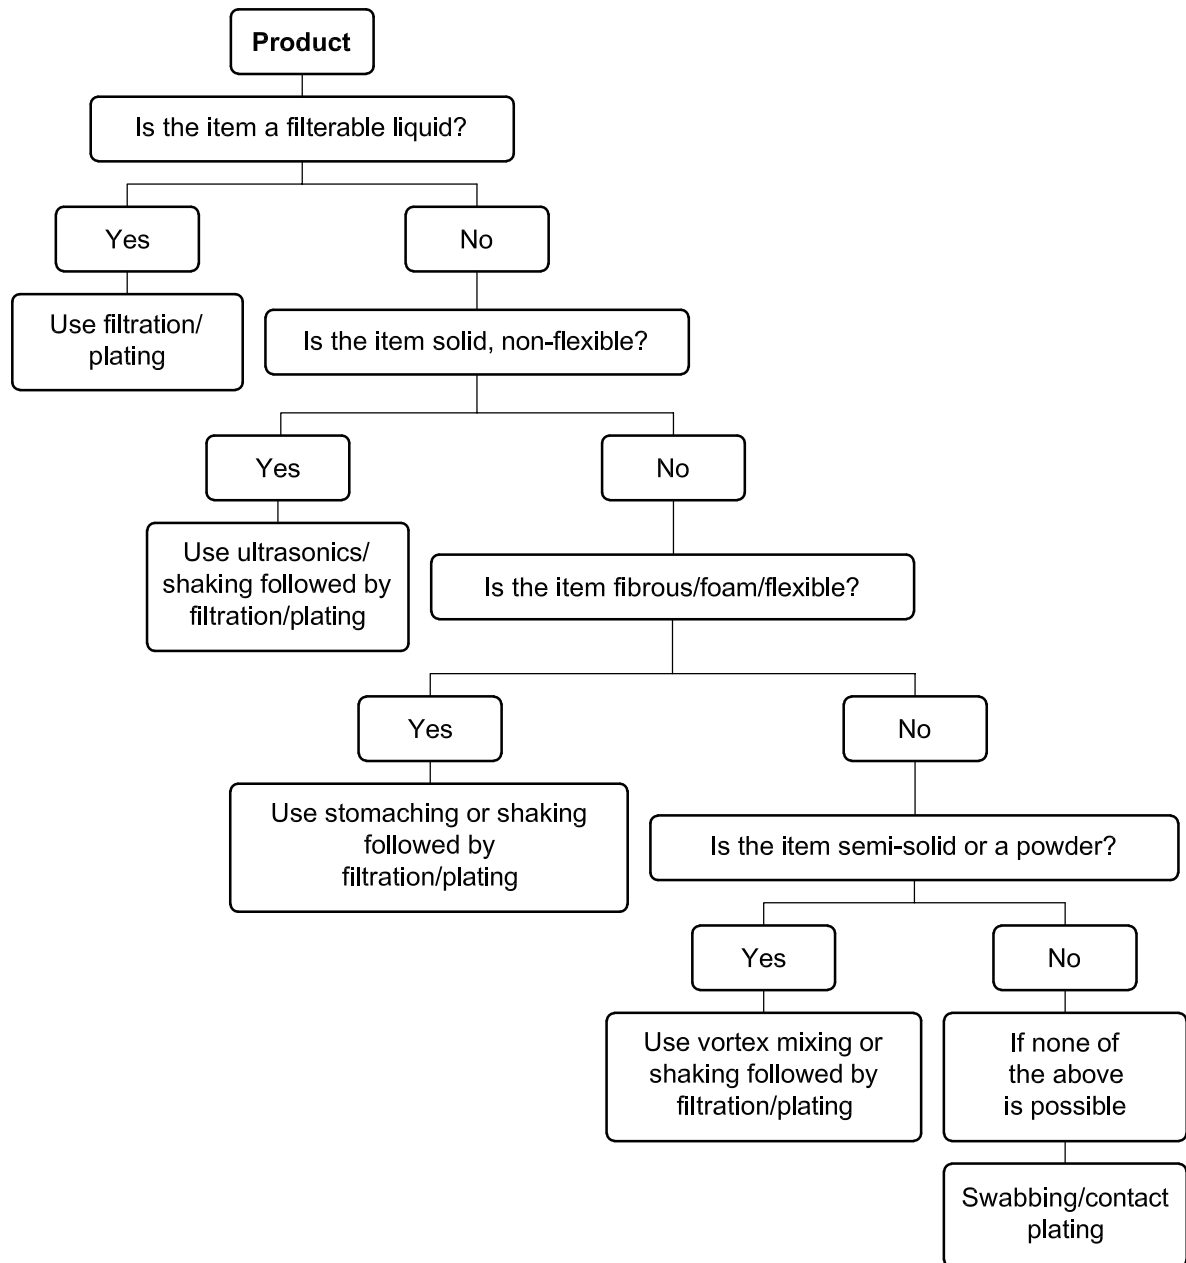 Product
Is the item a filterable liquid?
Yes
No
Use filtration/
plating
Is the item solid, non-flexible?
Yes
No
Use ultrasonics/
shaking followed by
filtration/plating
Is the item fibrous/foam/flexible?
Yes
No
Use stomaching or shaking
followed by
filtration/plating
Is the item semi-solid or a powder?
Yes
No
Use vortex mixing or
shaking followed by
filtration/plating
If none of
the above
is possible
Swabbing/contact
plating